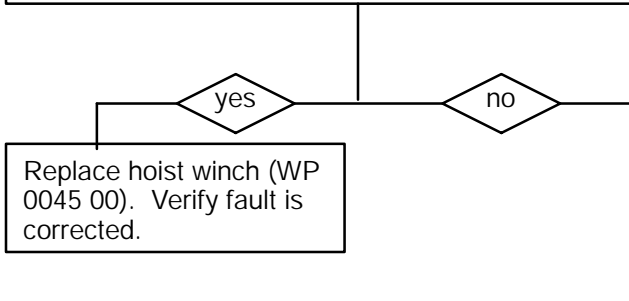 yes
no
Replace hoist winch (WP
0045 00).  Verify fault is
corrected.